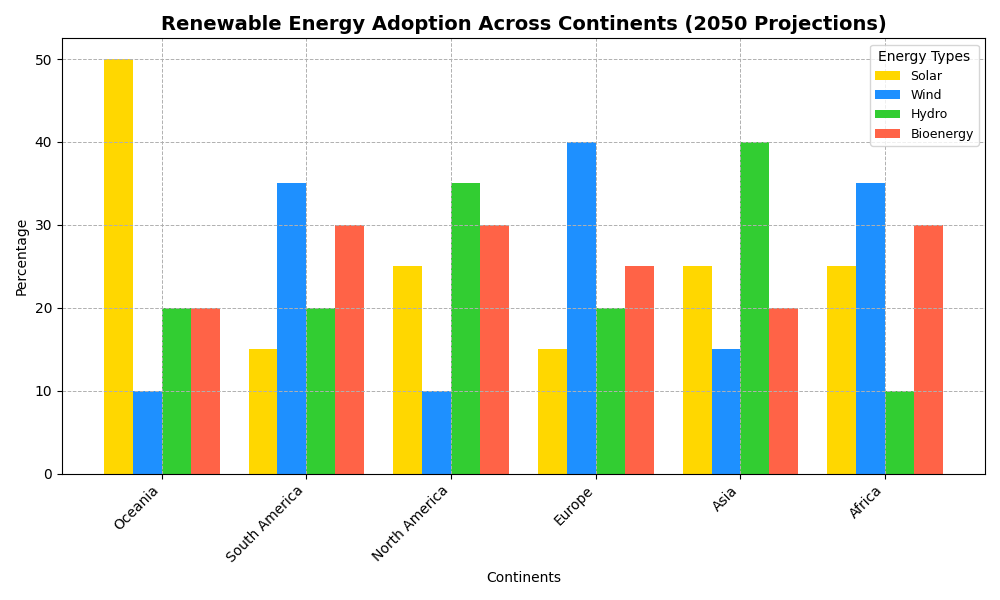 Renewable Energy Adoption Across Continents (2050 Projections)
Energy Types
Solar
Wind
Hydro
Bioenergy
Percentage
50
40
30
20
10
0
Oceania
South America
North America
Europe
Asia
Africa
Continents